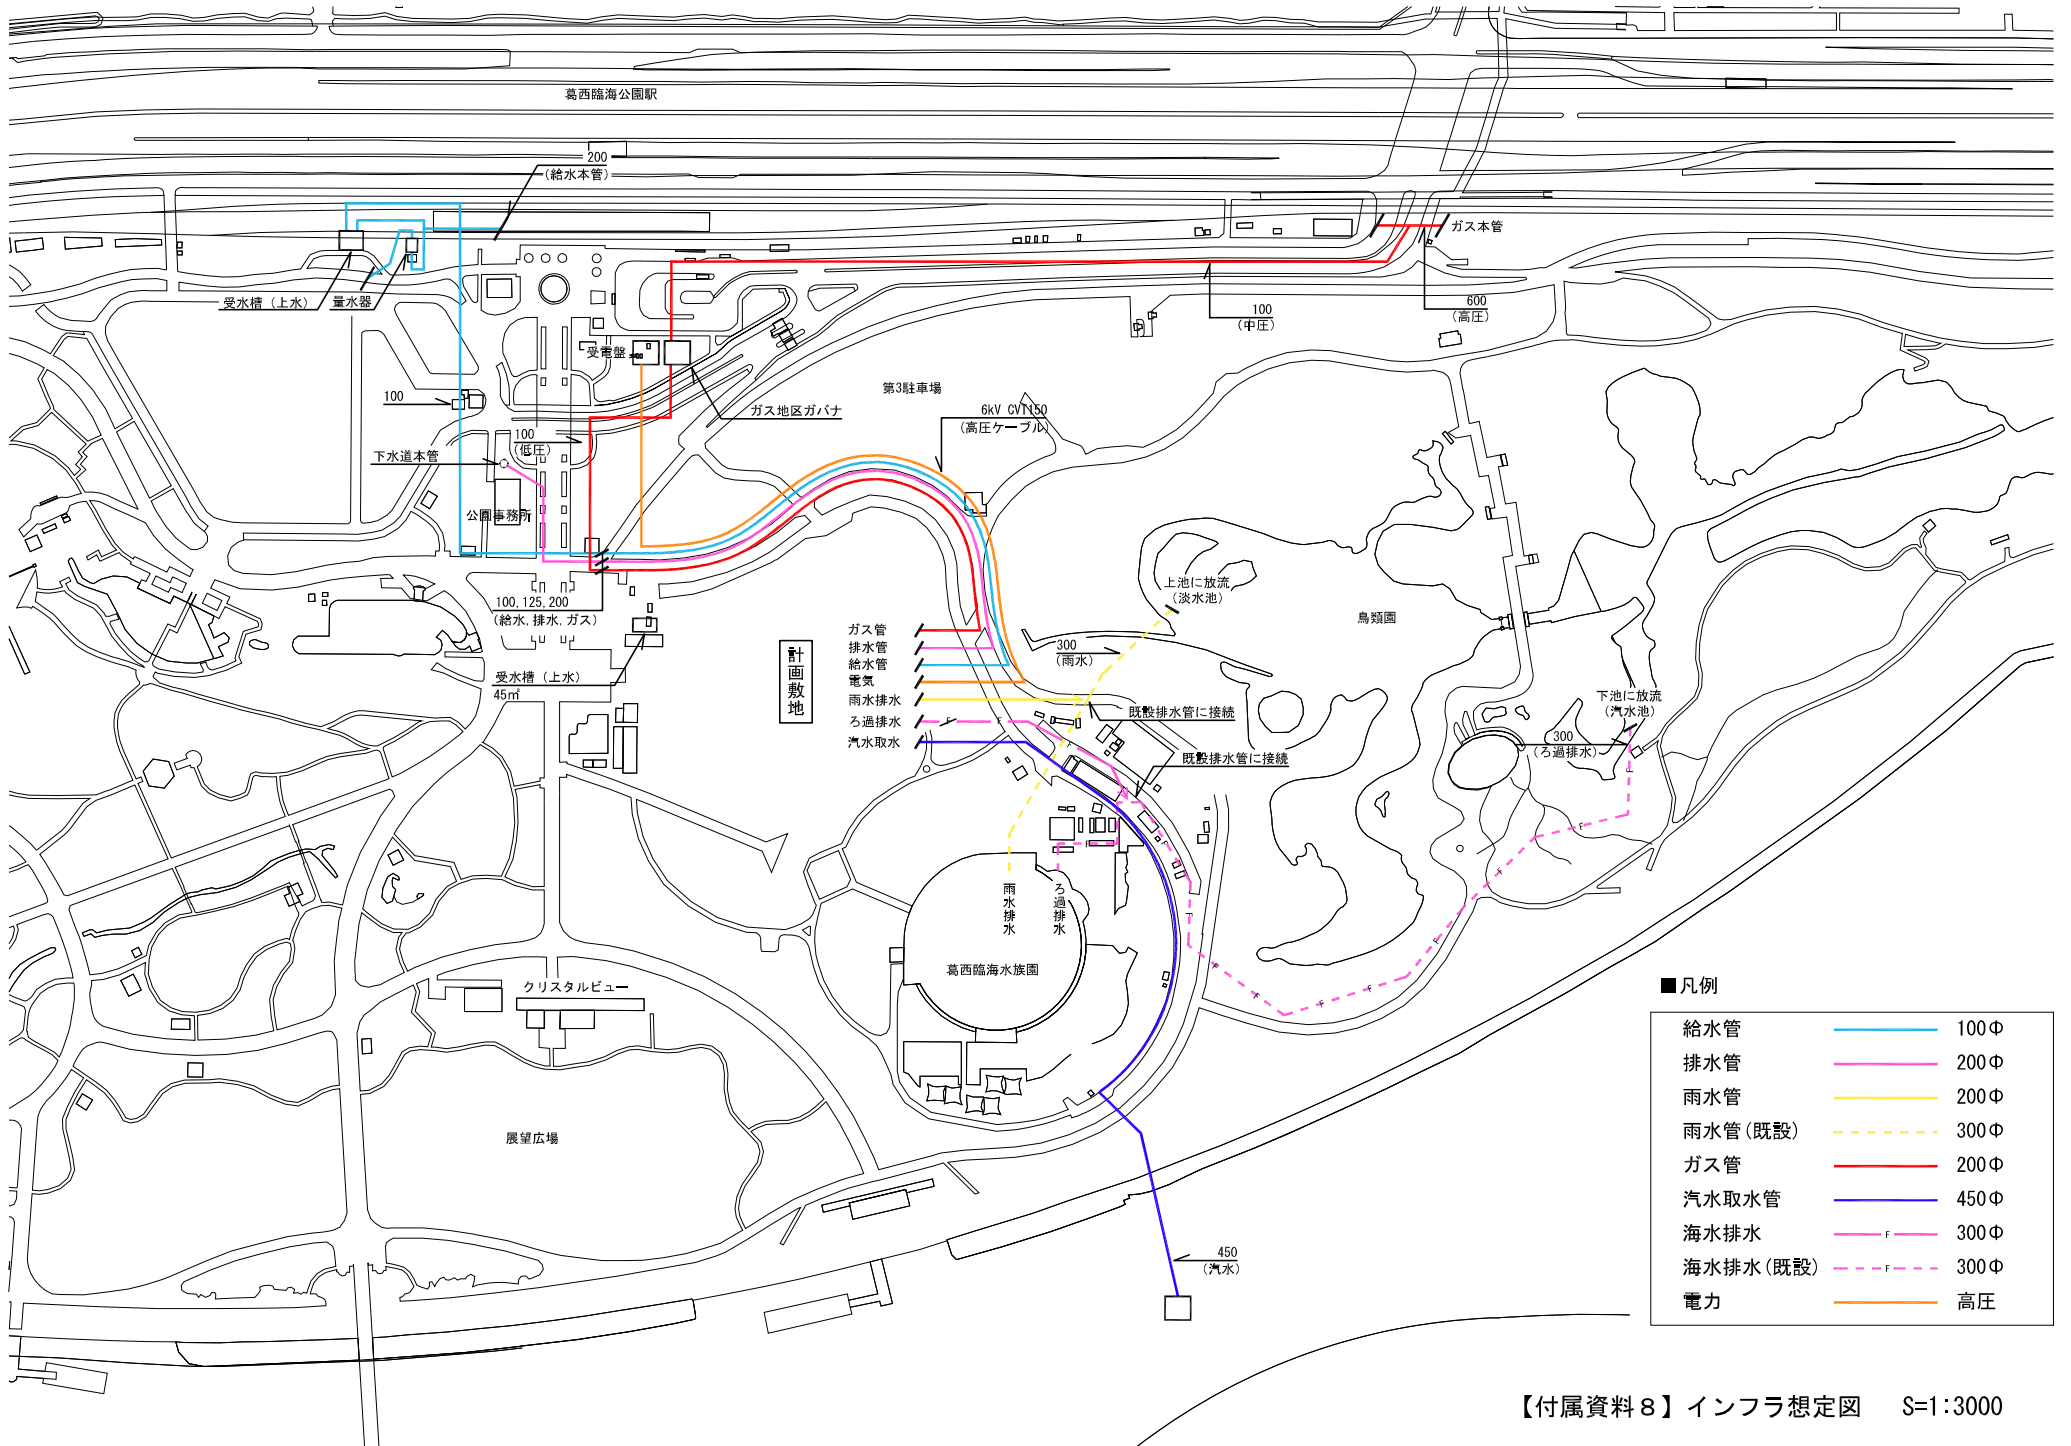 葛西臨海公園駅
200
(給水本管)
ガス本管
受水槽（上水）
量水器
100
(中圧)
600
(高圧)
受電盤
100
ガス地区ガバナ
第3駐車場
6kV CVT150
(高圧ケーブル)
100
(低圧)
下水道本管
公園事務所
100,125,200
(給水,排水,ガス)
上池に放流
(淡水池)
鳥類園
計画敷地
ガス管
排水管
給水管
電気
雨水排水
ろ過排水
汽水取水
300
(雨水)
受水槽（上水）
45㎥
既設排水管に接続
既設排水管に接続
下池に放流
(汽水池)
300
(ろ過排水)
雨水排水
ろ過排水
葛西臨海水族園
クリスタルビュー
展望広場
450
(汽水)
■凡例
給水管 100Φ
排水管 200Φ
雨水管 200Φ
雨水管(既設) 300Φ
ガス管 200Φ
汽水取水管 450Φ
海水排水 F 300Φ
海水排水(既設) F 300Φ
電力 高圧
【付属資料８】インフラ想定図 S=1:3000